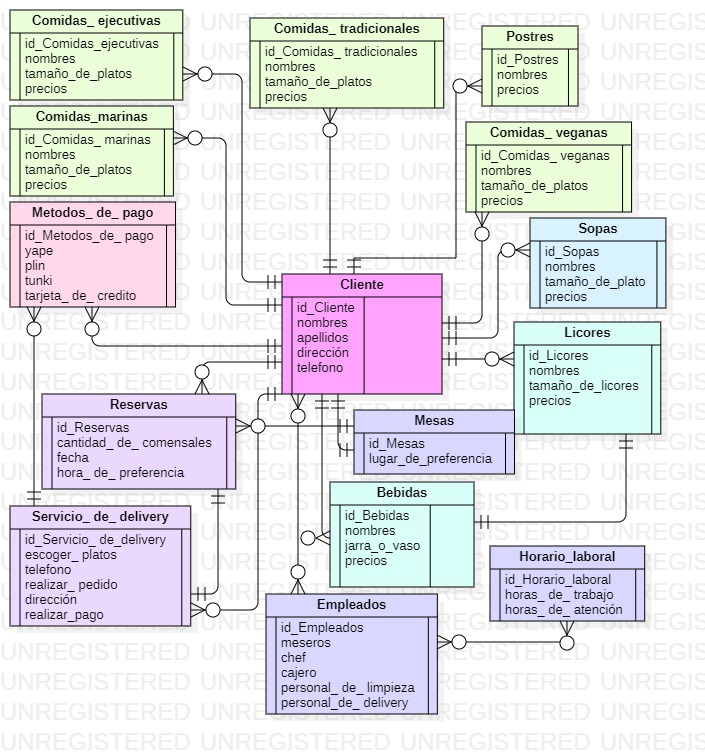 Comidas_ ejecutivas
id_Comidas_ejecutivas
nombres
tamaño_de_platos
precios
Comidas_ tradicionales
id_Comidas_ tradicionales
nombres
tamaño_de_platos
precios
Postres
id_Postres
nombres
precios
Comidas_marinas
id_Comidas_ marinas
nombres
tamaño_de_platos
precios
Comidas_ veganas
id_Comidas_ veganas
nombres
tamaño_de_platos
precios
Metodos_ de_ pago
id_Metodos_de_ pago
yape
plin
tunki
tarjeta_ de_ credito
Sopas
id_Sopas
nombres
tamaño_de_plato
precios
Cliente
id_Cliente
nombres
apellidos
dirección
telefono
Licores
id_Licores
nombres
tamaño_de_licores
precios
Reservas
id_Reservas
cantidad_ de_ comensales
fecha
hora_ de_ preferencia
Mesas
id_Mesas
lugar_de_preferencia
Bebidas
id_Bebidas
nombres
jarra_o_vaso
precios
Servicio_ de_ delivery
id_Servicio_ de_delivery
escoger_ platos
telefono
realizar_ pedido
dirección
realizar_pago
Horario_laboral
id_Horario_laboral
horas_ de_ trabajo
horas_ de_ atención
Empleados
id_Empleados
meseros
chef
cajero
personal_ de_ limpieza
personal_de_ delivery
UNREGISTERED